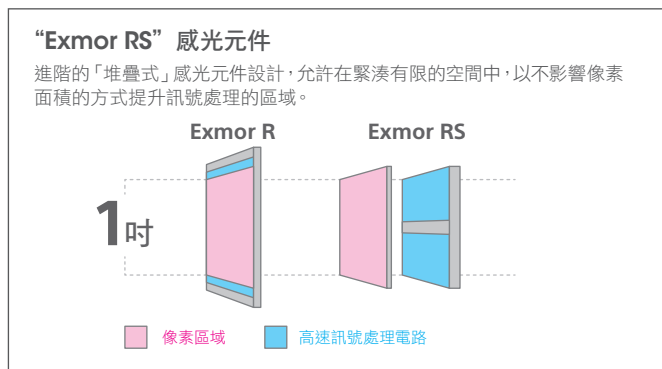 “Exmor RS” 感光元件
進階的「堆疊式」感光元件設計，允許在緊湊有限的空間中，以不影響像素
面積的方式提升訊號處理的區域。
Exmor R Exmor RS
1吋
像素區域 高速訊號處理電路